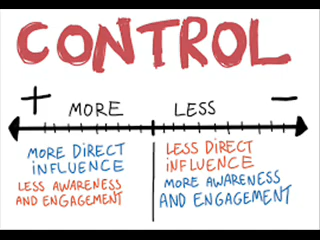 CONTROL
+ MORE LESS -
MORE DIRECT
INFLUENCE
LESS AWARENESS
AND ENGAGEMENT
LESS DIRECT
INFLUENCE
MORE AWARENESS
AND ENGAGEMENT